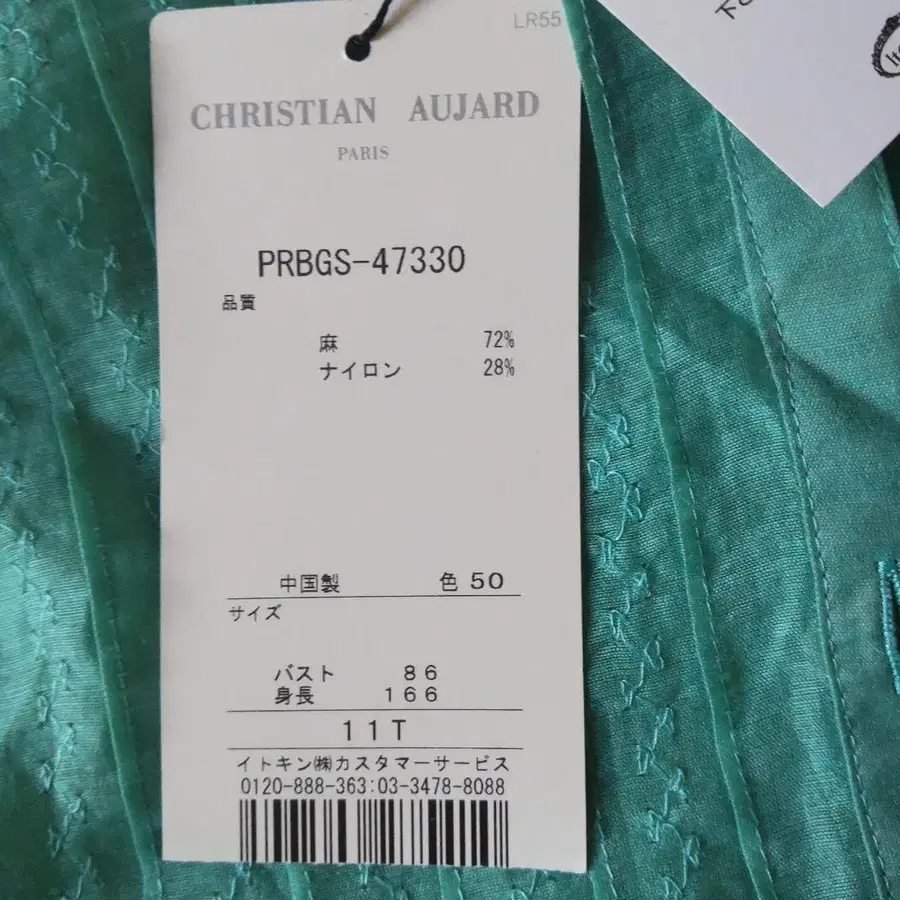 LR55
CHRISTIAN AUJARD
PARIS
PRBGS-47330
品質
麻 72%
ナイロン 28%
中国製 色 50
サイズ
バスト 86
身長 166
11T
イトキン㈱カスタマーサービス
0120-888-363:03-3478-8088